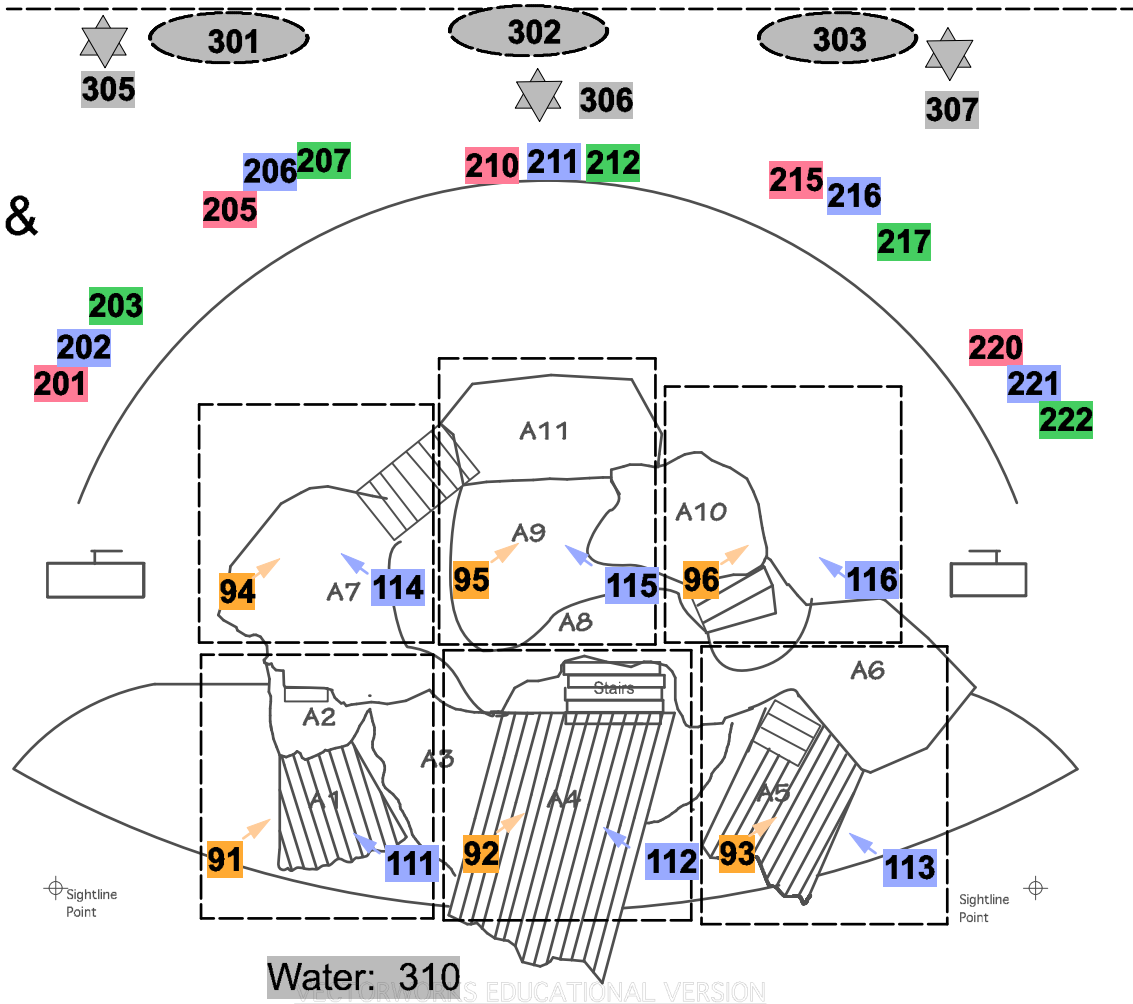 301 302 303
305 306 307
205 206 207 210 211 212 215 216 217
&
201 202 203 220 221 222
A11
A10
A9
94 A7 114 95 115 96 116
A8
A6
Stairs
A2
A3
A1 A4 A5
91 111 92 112 93 113
Sightline
Point
Sightline
Point
Water: 310
VECTORWORKS EDUCATIONAL VERSION